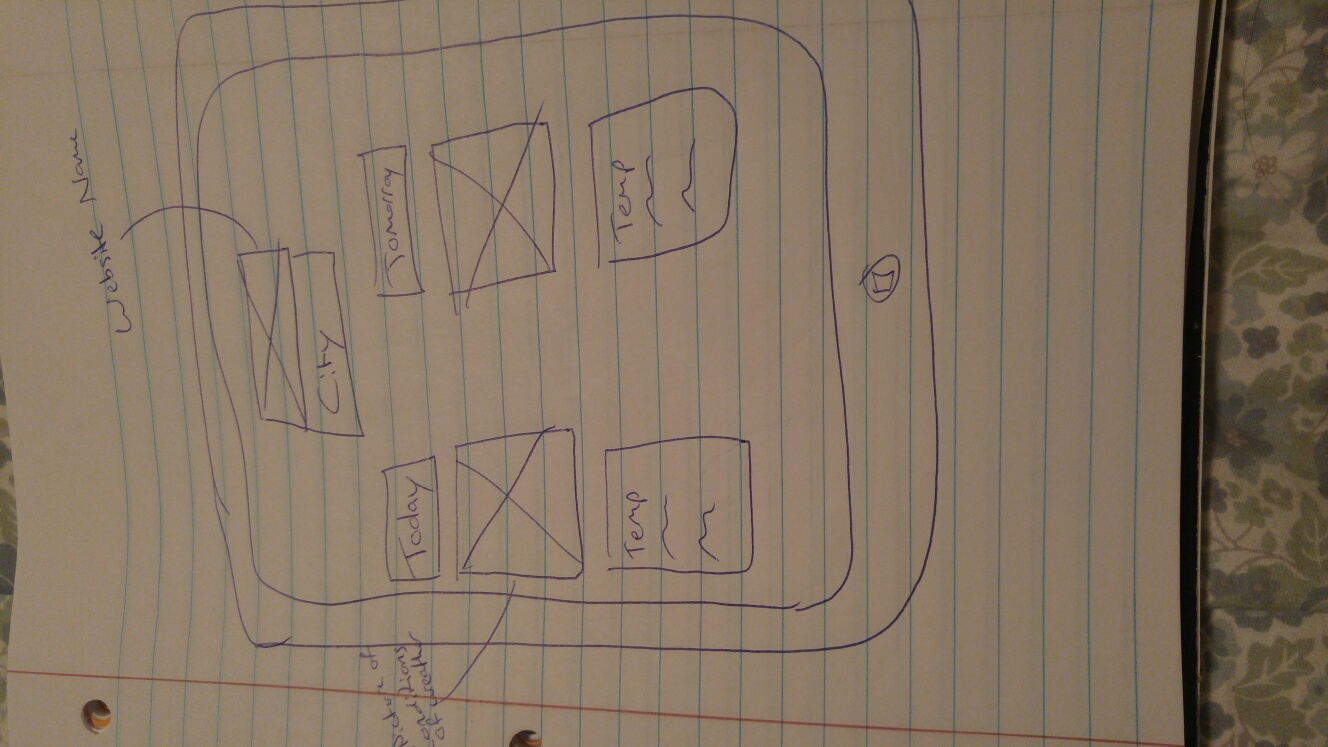 Website Name
City
Picture of
conditions
of weather
Today
Tomorrow
Temp
Temp